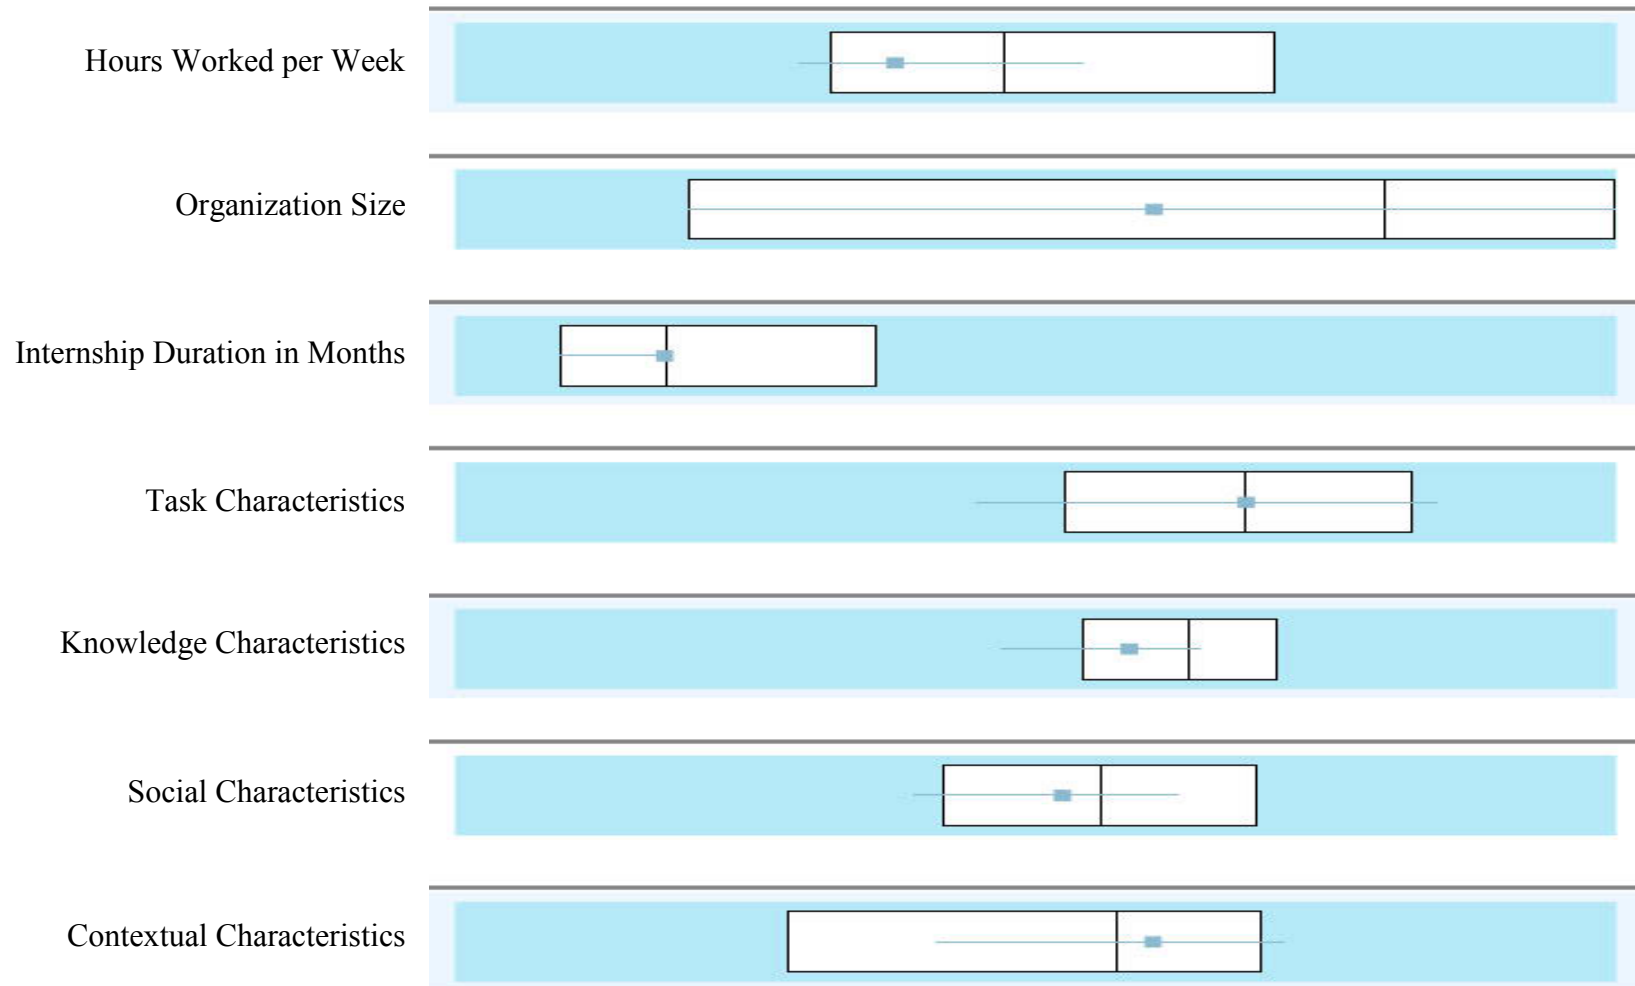 Hours Worked per Week
Organization Size
Internship Duration in Months
Task Characteristics
Knowledge Characteristics
Social Characteristics
Contextual Characteristics